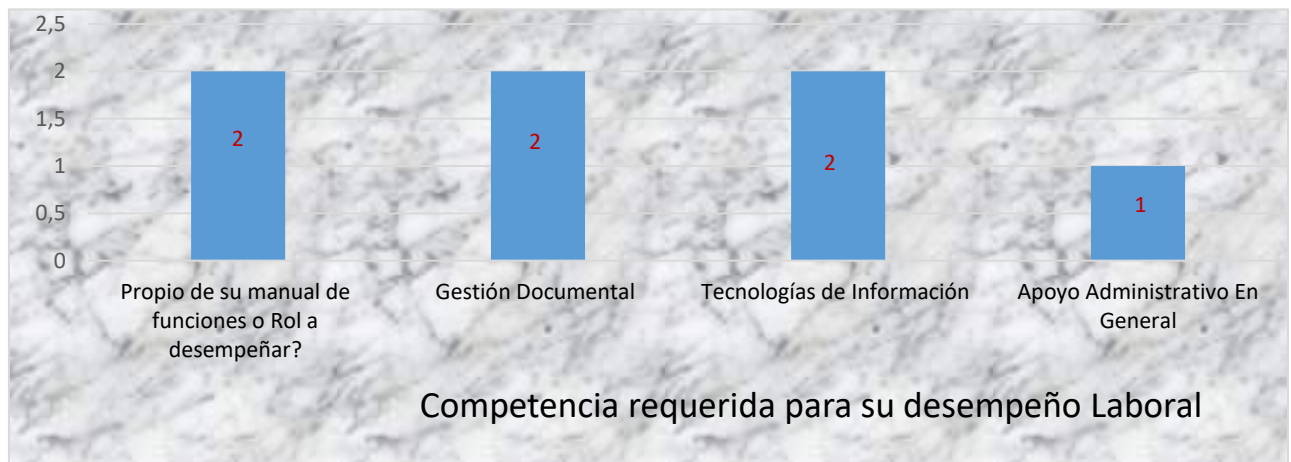 2,5
2
1,5
1
0,5
0
2
2
2
1
Propio de su manual de
funciones o Rol a
desempeñar?
Gestión Documental
Tecnologías de Información
Apoyo Administrativo En
General
Competencia requerida para su desempeño Laboral